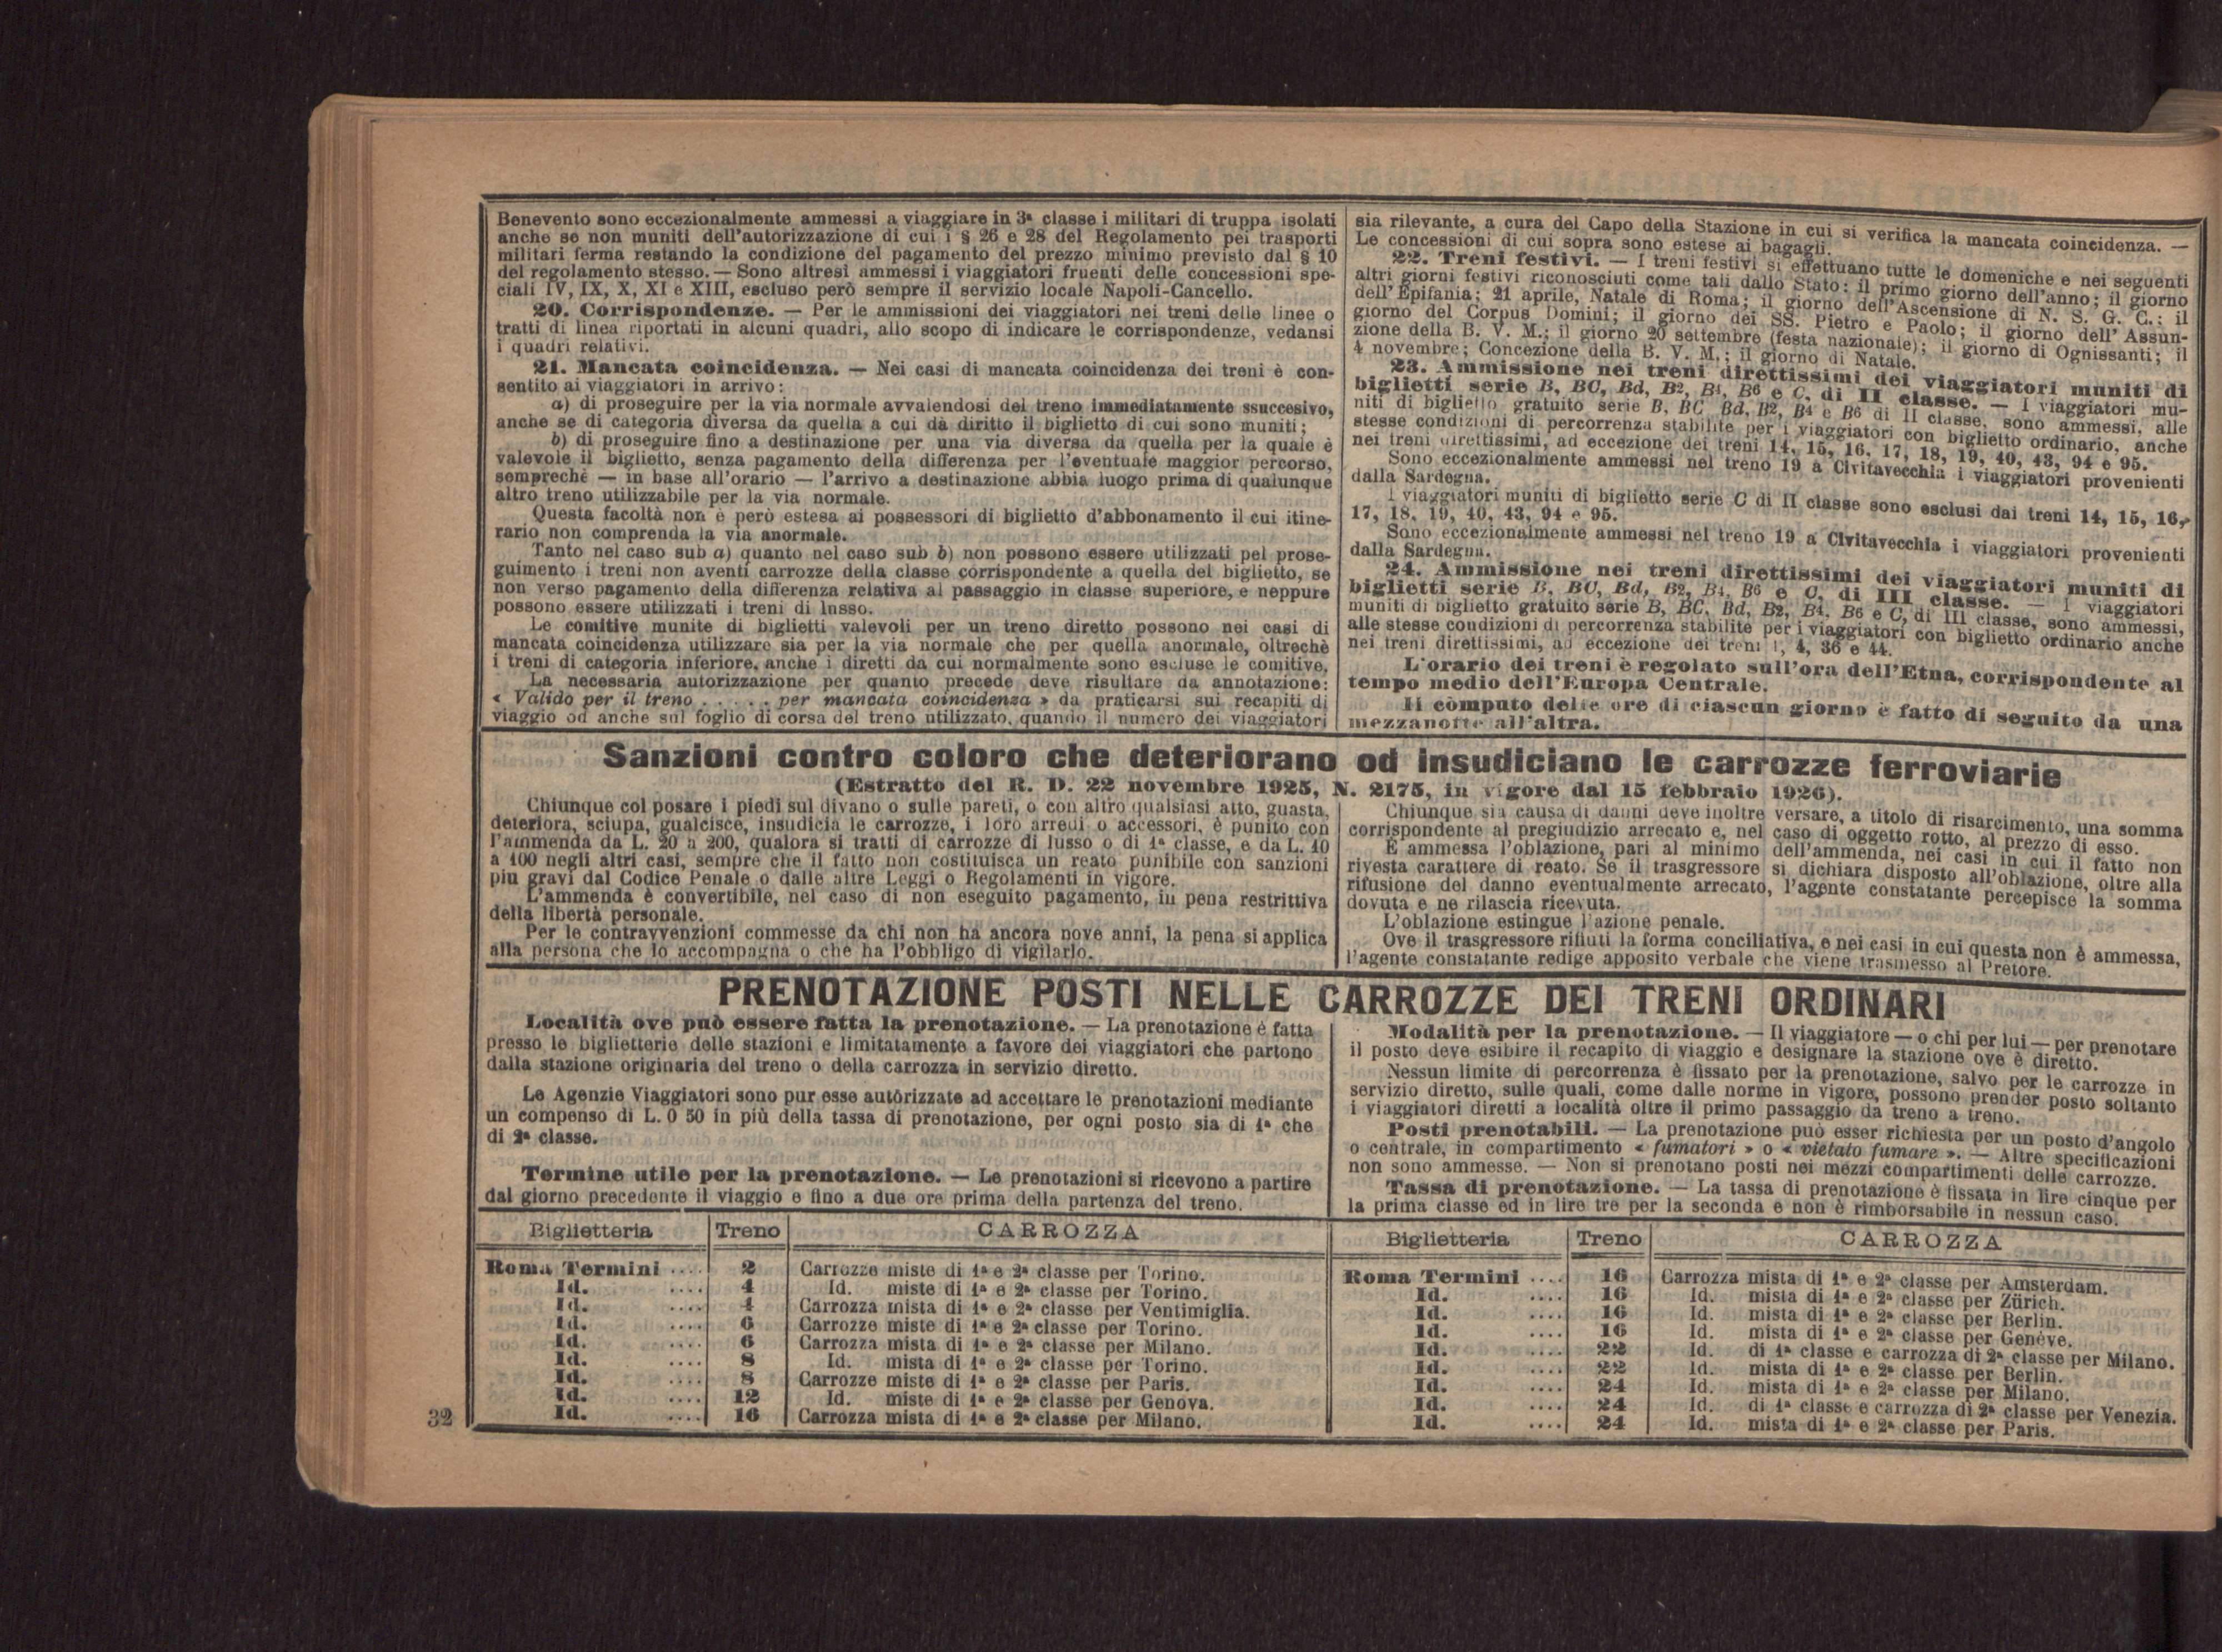 Benevento sono eccezionalmente ammessi a viaggiare in 3ª classe i militari di truppa isolati
anche se non muniti dell'autorizzazione di cui i § 26 e 28 del Regolamento pei trasporti
militari ferma restando la condizione del pagamento del prezzo minimo previsto dal § 10
del regolamento stesso. — Sono altresì ammessi i viaggiatori fruenti delle concessioni spe-
ciali IV, IX, X, XI e XIII, escluso però sempre il servizio locale Napoli-Cancello.
20. Corrispondenze. — Per le ammissioni dei viaggiatori nei treni delle linee o
tratti di linea riportati in alcuni quadri, allo scopo di indicare le corrispondenze, vedansi
i quadri relativi.
21. Mancata coincidenza. — Nei casi di mancata coincidenza dei treni è con-
sentito ai viaggiatori in arrivo:
a) di proseguire per la via normale avvalendosi del treno immediatamente ssuccesivo,
anche se di categoria diversa da quella a cui dà diritto il biglietto di cui sono muniti;
b) di proseguire fino a destinazione per una via diversa da quella per la quale è
valevole il biglietto, senza pagamento della differenza per l'eventuale maggior percorso,
sempreché — in base all'orario — l'arrivo a destinazione abbia luogo prima di qualunque
altro treno utilizzabile per la via normale.
Questa facoltà non è però estesa ai possessori di biglietto d'abbonamento il cui itine-
rario non comprenda la via anormale.
Tanto nel caso sub a) quanto nel caso sub b) non possono essere utilizzati pel prose-
guimento i treni non aventi carrozze della classe corrispondente a quella del biglietto, se
non verso pagamento della differenza relativa al passaggio in classe superiore, e neppure
possono essere utilizzati i treni di lusso.
Le comitive munite di biglietti valevoli per un treno diretto possono nei casi di
mancata coincidenza utilizzare sia per la via normale che per quella anormale, oltreché
i treni di categoria inferiore, anche i diretti da cui normalmente sono escluse le comitive.
La necessaria autorizzazione per quanto precede deve risultare da annotazione:
« Valido per il treno . . . . . per mancata coincidenza » da praticarsi sui recapiti di
viaggio od anche sul foglio di corsa del treno utilizzato, quando il numero dei viaggiatori
sia rilevante, a cura del Capo della Stazione in cui si verifica la mancata coincidenza. —
Le concessioni di cui sopra sono estese ai bagagli.
22. Treni festivi. — I treni festivi si effettuano tutte le domeniche e nei seguenti
altri giorni festivi riconosciuti come tali dallo Stato: il primo giorno dell'anno; il giorno
dell'Epifania; 21 aprile, Natale di Roma; il giorno dell'Ascensione di N. S. G. C.; il
giorno del Corpus Domini; il giorno dei SS. Pietro e Paolo; il giorno dell'Assun-
zione della B. V. M.; il giorno 20 settembre (festa nazionale); il giorno di Ognissanti; il
4 novembre; Concezione della B. V. M.; il giorno di Natale.
23. Ammissione nei treni direttissimi dei viaggiatori muniti di
biglietti serie B, BC, Bd, B2, B4, B6 e C, di II classe. — I viaggiatori mu-
niti di biglietto gratuito serie B, BC, Bd, B2, B4 e B6 di II classe, sono ammessi, alle
stesse condizioni di percorrenza stabilite per i viaggiatori con biglietto ordinario, anche
nei treni direttissimi, ad eccezione dei treni 14, 15, 16, 17, 18, 19, 40, 43, 94 e 95.
Sono eccezionalmente ammessi nel treno 19 a Civitavecchia i viaggiatori provenienti
dalla Sardegna.
I viaggiatori muniti di biglietto serie C di II classe sono esclusi dai treni 14, 15, 16,
17, 18, 19, 40, 43, 94 e 95.
Sono eccezionalmente ammessi nel treno 19 a Civitavecchia i viaggiatori provenienti
dalla Sardegna.
24. Ammissione nei treni direttissimi dei viaggiatori muniti di
biglietti serie B, BC, Bd, B2, B4, B6 e C, di III classe. — I viaggiatori
muniti di biglietto gratuito serie B, BC, Bd, B2, B4, B6 e C, di III classe, sono ammessi,
alle stesse condizioni di percorrenza stabilite per i viaggiatori con biglietto ordinario anche
nei treni direttissimi, ad eccezione dei treni 1, 4, 36 e 44.
L'orario dei treni è regolato sull'ora dell'Etna, corrispondente al
tempo medio dell'Europa Centrale.
Il còmputo delle ore di ciascun giorno è fatto di seguito da una
mezzanotte all'altra.
Sanzioni contro coloro che deteriorano od insudiciano le carrozze ferroviarie
(Estratto del R. D. 22 novembre 1925, N. 2175, in vigore dal 15 febbraio 1926).
Chiunque col posare i piedi sul divano o sulle pareti, o con altro qualsiasi atto, guasta,
deteriora, sciupa, gualcisce, insudicia le carrozze, i loro arredi o accessori, è punito con
l'ammenda da L. 20 a 200, qualora si tratti di carrozze di lusso o di 1ª classe, e da L. 10
a 100 negli altri casi, sempre che il fatto non costituisca un reato punibile con sanzioni
piu gravi dal Codice Penale o dalle altre Leggi o Regolamenti in vigore.
L'ammenda è convertibile, nel caso di non eseguito pagamento, in pena restrittiva
della libertà personale.
Per le contravvenzioni commesse da chi non ha ancora nove anni, la pena si applica
alla persona che lo accompagna o che ha l'obbligo di vigilarlo.
Chiunque sia causa di danni deve inoltre versare, a titolo di risarcimento, una somma
corrispondente al pregiudizio arrecato e, nel caso di oggetto rotto, al prezzo di esso.
È ammessa l'oblazione, pari al minimo dell'ammenda, nei casi in cui il fatto non
rivesta carattere di reato. Se il trasgressore si dichiara disposto all'oblazione, oltre alla
rifusione del danno eventualmente arrecato, l'agente constatante percepisce la somma
dovuta e ne rilascia ricevuta.
L'oblazione estingue l'azione penale.
Ove il trasgressore rifiuti la forma conciliativa, e nei casi in cui questa non è ammessa,
l'agente constatante redige apposito verbale che viene trasmesso al Pretore.
PRENOTAZIONE POSTI NELLE CARROZZE DEI TRENI ORDINARI
Località ove può essere fatta la prenotazione. — La prenotazione è fatta
presso le biglietterie delle stazioni e limitatamente a favore dei viaggiatori che partono
dalla stazione originaria del treno o della carrozza in servizio diretto.
Le Agenzie Viaggiatori sono pur esse autorizzate ad accettare le prenotazioni mediante
un compenso di L. 0 50 in più della tassa di prenotazione, per ogni posto sia di 1ª che
di 2ª classe.
Termine utile per la prenotazione. — Le prenotazioni si ricevono a partire
dal giorno precedente il viaggio e fino a due ore prima della partenza del treno.
Modalità per la prenotazione. — Il viaggiatore — o chi per lui — per prenotare
il posto deve esibire il recapito di viaggio e designare la stazione ove è diretto.
Nessun limite di percorrenza è fissato per la prenotazione, salvo per le carrozze in
servizio diretto, sulle quali, come dalle norme in vigore, possono prender posto soltanto
i viaggiatori diretti a località oltre il primo passaggio da treno a treno.
Posti prenotabili. — La prenotazione può esser richiesta per un posto d'angolo
o centrale, in compartimento « fumatori » o « vietato fumare ». — Altre specificazioni
non sono ammesse. — Non si prenotano posti nei mezzi compartimenti delle carrozze.
Tassa di prenotazione. — La tassa di prenotazione è fissata in lire cinque per
la prima classe ed in lire tre per la seconda e non è rimborsabile in nessun caso.
Biglietteria Treno CARROZZA
Roma Termini .... 2 Carrozze miste di 1ª e 2ª classe per Torino.
Id. .... 4 Id. miste di 1ª e 2ª classe per Torino.
Id. .... 4 Carrozza mista di 1ª e 2ª classe per Ventimiglia.
Id. .... 6 Carrozze miste di 1ª e 2ª classe per Torino.
Id. .... 6 Carrozza mista di 1ª e 2ª classe per Milano.
Id. .... 8 Id. mista di 1ª e 2ª classe per Torino.
Id. .... 8 Carrozze miste di 1ª e 2ª classe per Paris.
Id. .... 12 Id. miste di 1ª e 2ª classe per Genova.
Id. .... 16 Carrozza mista di 1ª e 2ª classe per Milano.
Biglietteria Treno CARROZZA
Roma Termini .... 16 Carrozza mista di 1ª e 2ª classe per Amsterdam.
Id. .... 16 Id. mista di 1ª e 2ª classe per Zürich.
Id. .... 16 Id. mista di 1ª e 2ª classe per Berlin.
Id. .... 16 Id. mista di 1ª e 2ª classe per Genève.
Id. .... 22 Id. di 1ª classe e carrozza di 2ª classe per Milano.
Id. .... 22 Id. mista di 1ª e 2ª classe per Berlin.
Id. .... 24 Id. mista di 1ª e 2ª classe per Milano.
Id. .... 24 Id. di 1ª classe e carrozza di 2ª classe per Venezia.
Id. .... 24 Id. mista di 1ª e 2ª classe per Paris.
32